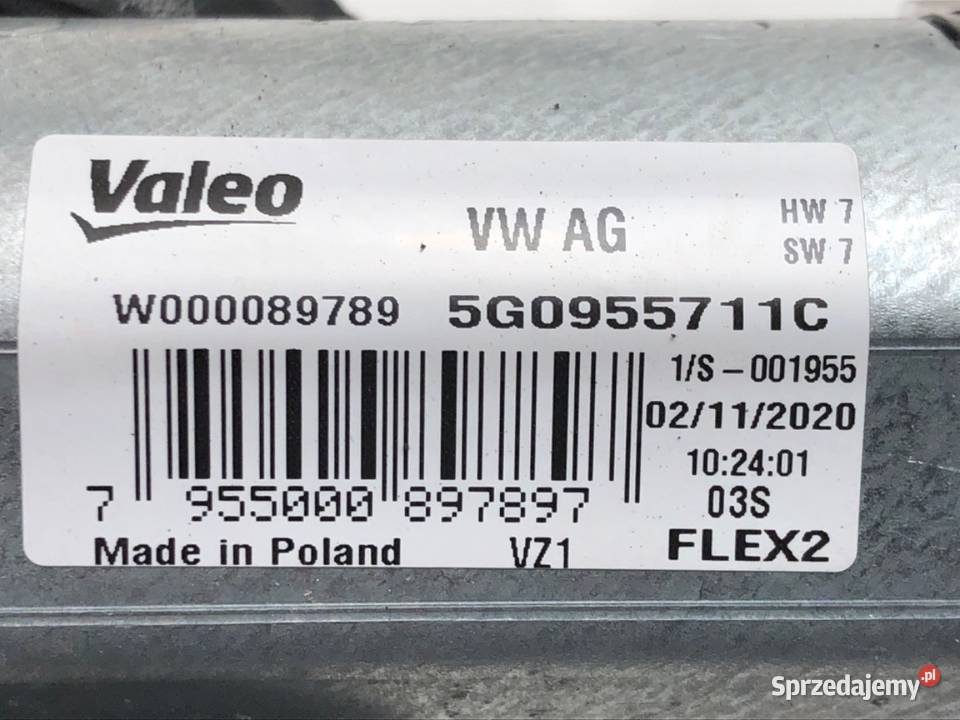 Valeo
VW AG
HW 7
SW 7
W000089789 5G0955711C
1/S - 001955
02/11/2020
10:24:01
7 955000 897897
03S
Made in Poland VZ1 FLEX2
Sprzedajemy.pl